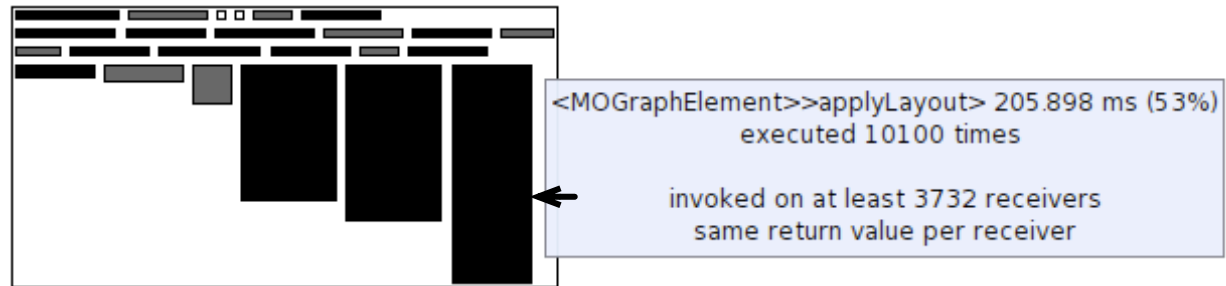 <MOGraphElement>>applyLayout> 205.898 ms (53%)
executed 10100 times
invoked on at least 3732 receivers
same return value per receiver